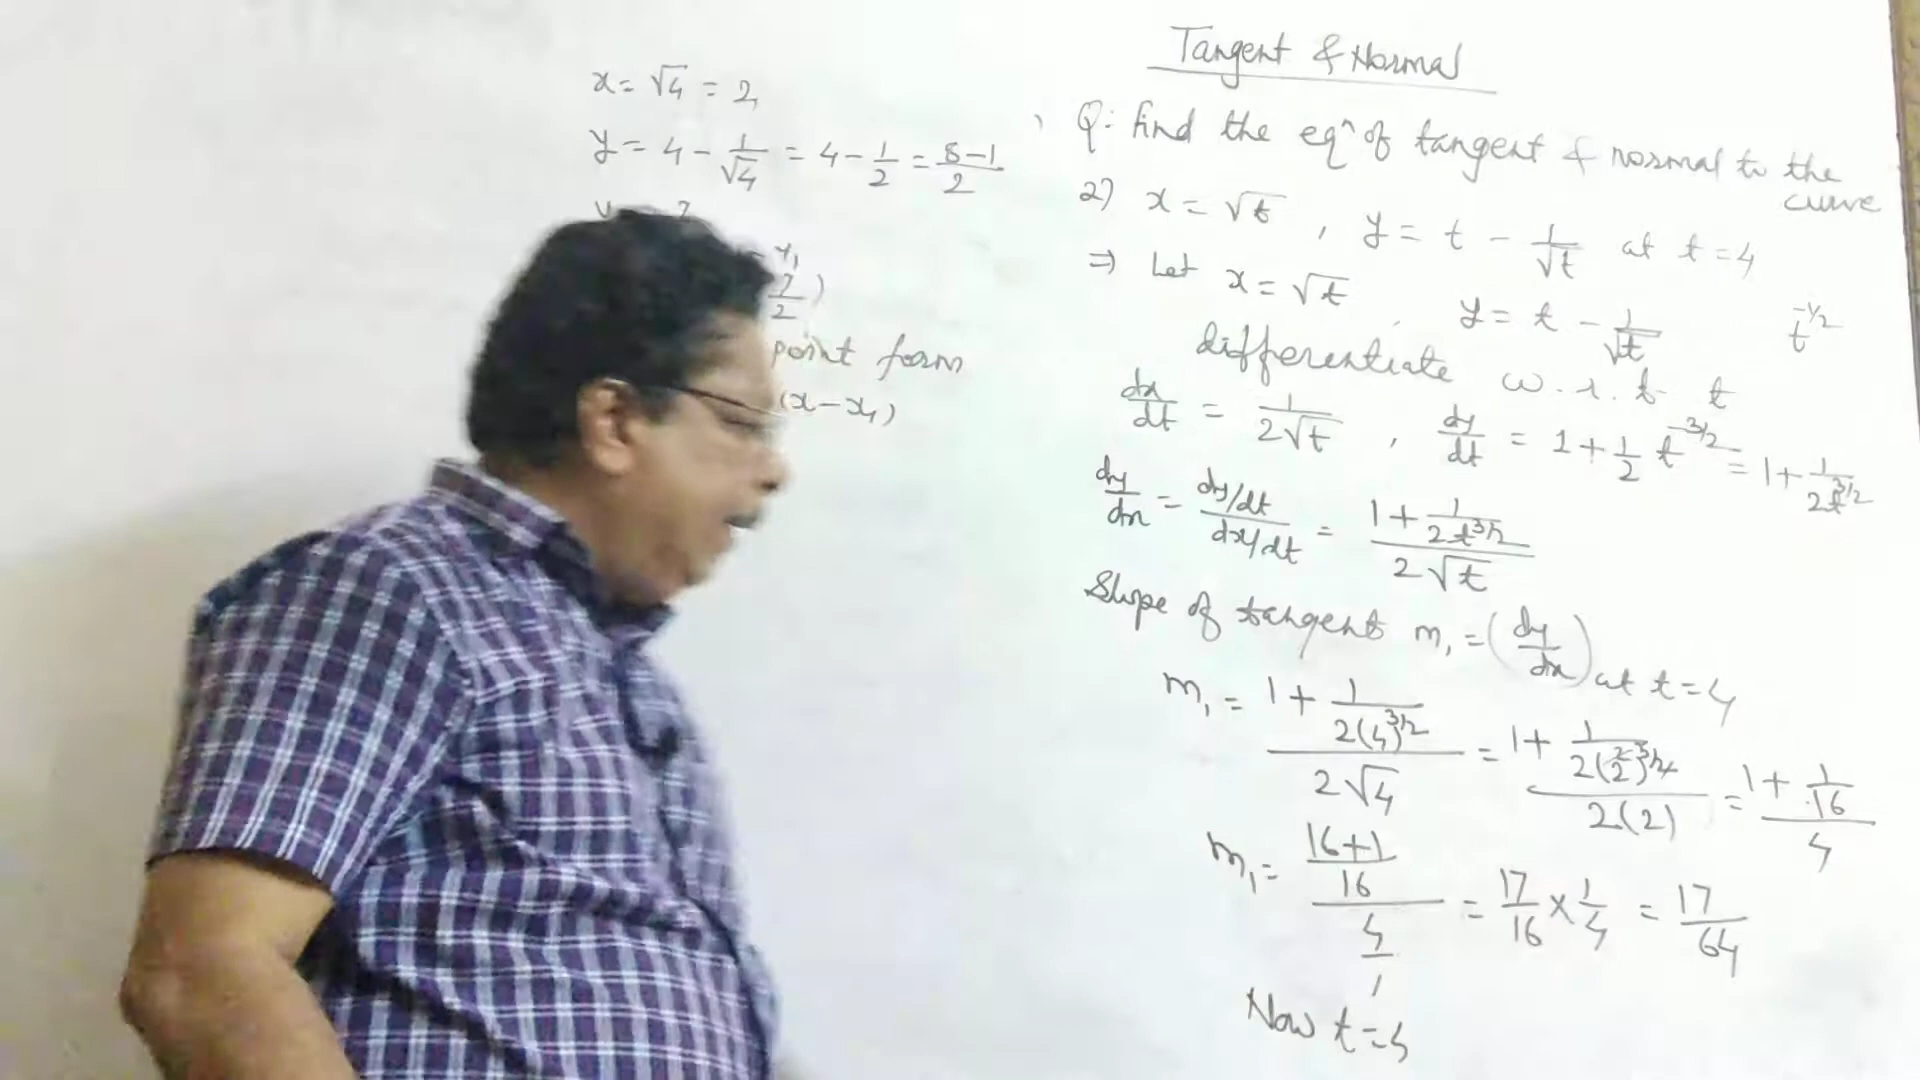 Tangent & Normal
Q: find the eqⁿ of tangent & normal to the curve
2) x = √t , y = t - 1/√t at t = 4
⇒ Let x = √t , y = t - 1/√t t^-1/2
differentiate w.r.t. t
dx/dt = 1/2√t , dy/dt = 1 + 1/2 t^-3/2 = 1 + 1/2t^3/2
dy/dx = dy/dt / dx/dt = (1 + 1/2t^3/2) / 2√t
Slope of tangent m₁ = (dy/dx) at t = 4
m₁ = (1 + 1/2(4)^3/2) / 2√4 = (1 + 1/2(2²)^3/2) / 2(2) = (1 + 1/16) / 4
m₁ = ((16+1)/16) / (4/1) = 17/16 × 1/4 = 17/64
Now t = 4
x = √4 = 2
y = 4 - 1/√4 = 4 - 1/2 = (8-1)/2
y₁
7/2)
point form
(x - x₁)